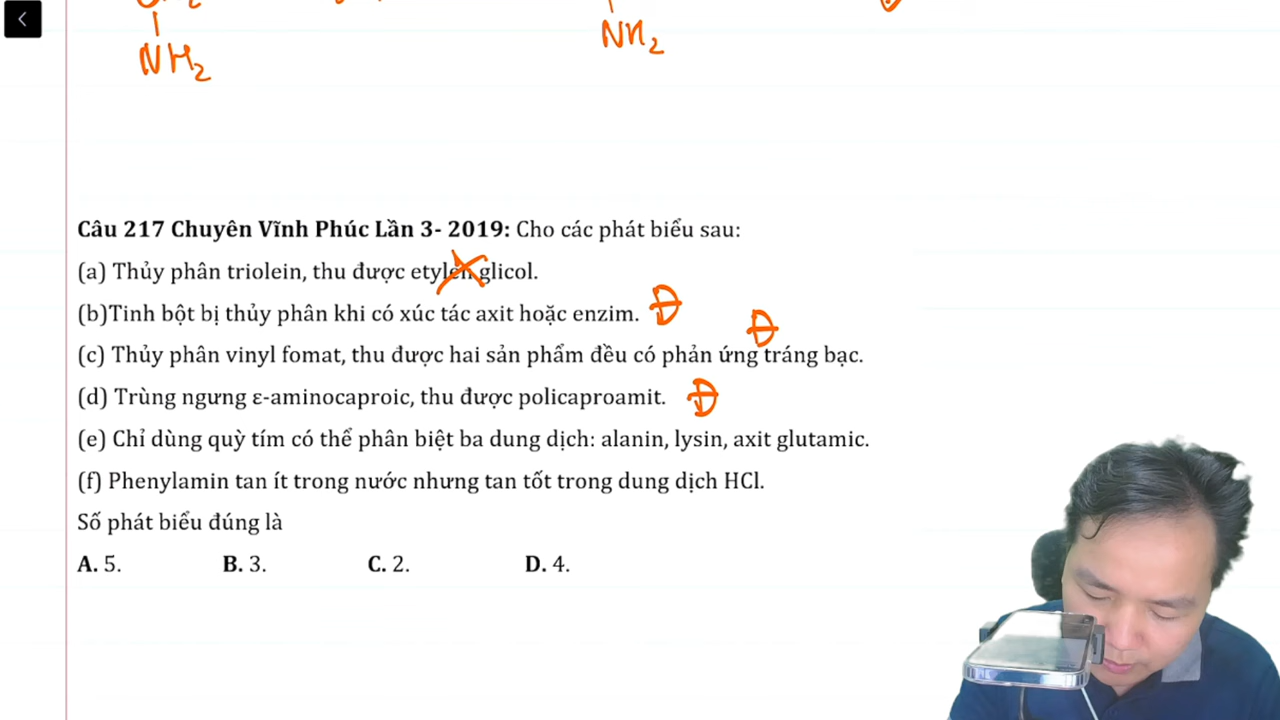 NH2
NH2
Câu 217 Chuyên Vĩnh Phúc Lần 3- 2019: Cho các phát biểu sau:
(a) Thủy phân triolein, thu được etylen glicol.
(b)Tinh bột bị thủy phân khi có xúc tác axit hoặc enzim. Đ
(c) Thủy phân vinyl fomat, thu được hai sản phẩm đều có phản ứng tráng bạc. Đ
(d) Trùng ngưng ε-aminocaproic, thu được policaproamit. Đ
(e) Chỉ dùng quỳ tím có thể phân biệt ba dung dịch: alanin, lysin, axit glutamic.
(f) Phenylamin tan ít trong nước nhưng tan tốt trong dung dịch HCl.
Số phát biểu đúng là
A. 5. B. 3. C. 2. D. 4.